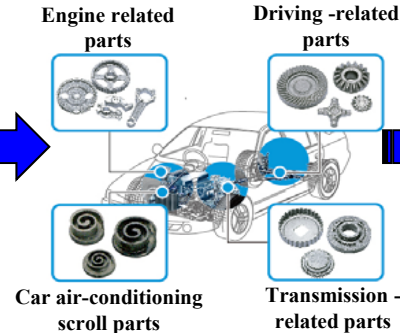 Engine related
parts
Driving -related
parts
Car air-conditioning
scroll parts
Transmission -
related parts